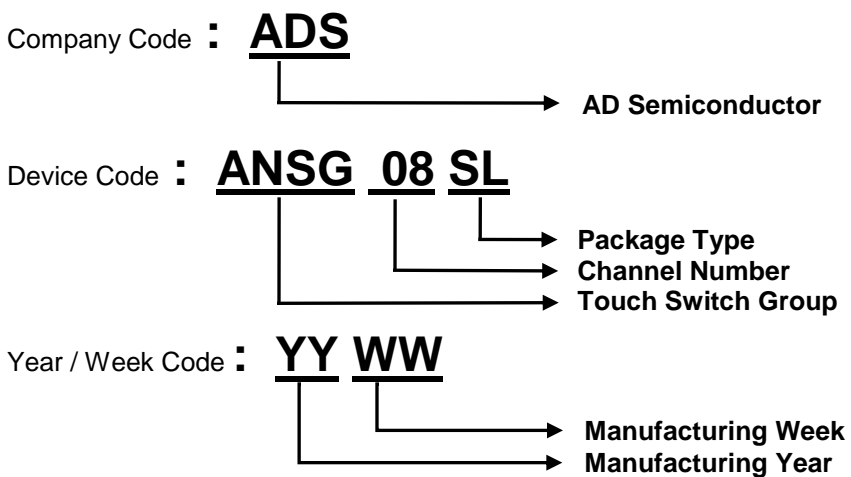 Company Code : ADS
AD Semiconductor
Device Code : ANSG 08 SL
Package Type
Channel Number
Touch Switch Group
Year / Week Code : YY WW
Manufacturing Week
Manufacturing Year